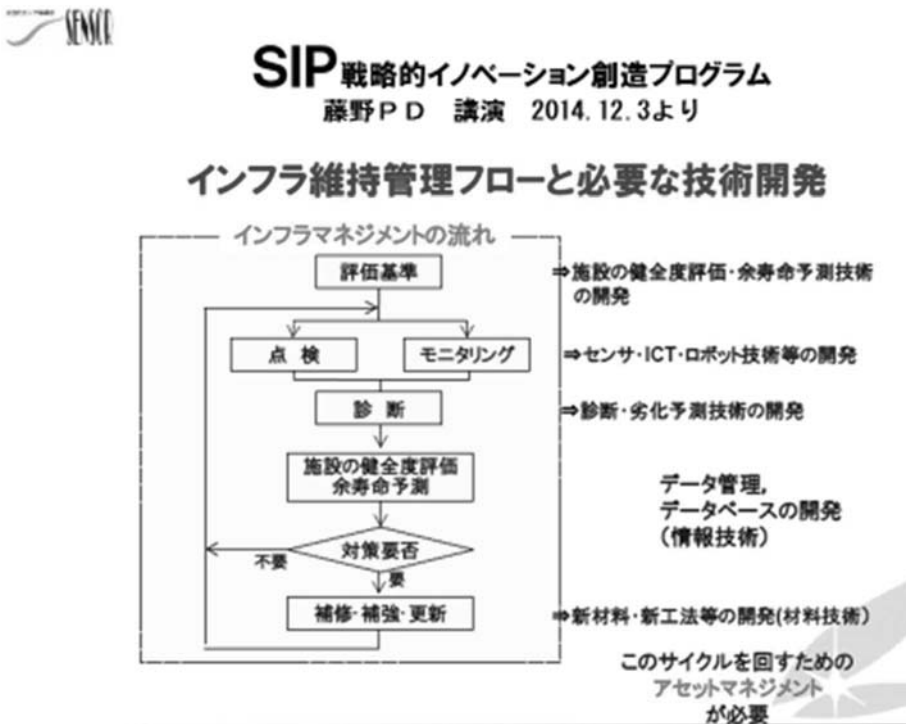 SENSOR
SIP戦略的イノベーション創造プログラム
藤野PD 講演 2014.12.3より
インフラ維持管理フローと必要な技術開発
インフラマネジメントの流れ
評価基準
⇒施設の健全度評価・余寿命予測技術
の開発
点 検
モニタリング
⇒センサ・ICT・ロボット技術等の開発
診 断
⇒診断・劣化予測技術の開発
施設の健全度評価
余寿命予測
データ管理,
データベースの開発
(情報技術)
対策要否
不要
要
補修・補強・更新
⇒新材料・新工法等の開発(材料技術)
このサイクルを回すための
アセットマネジメント
が必要